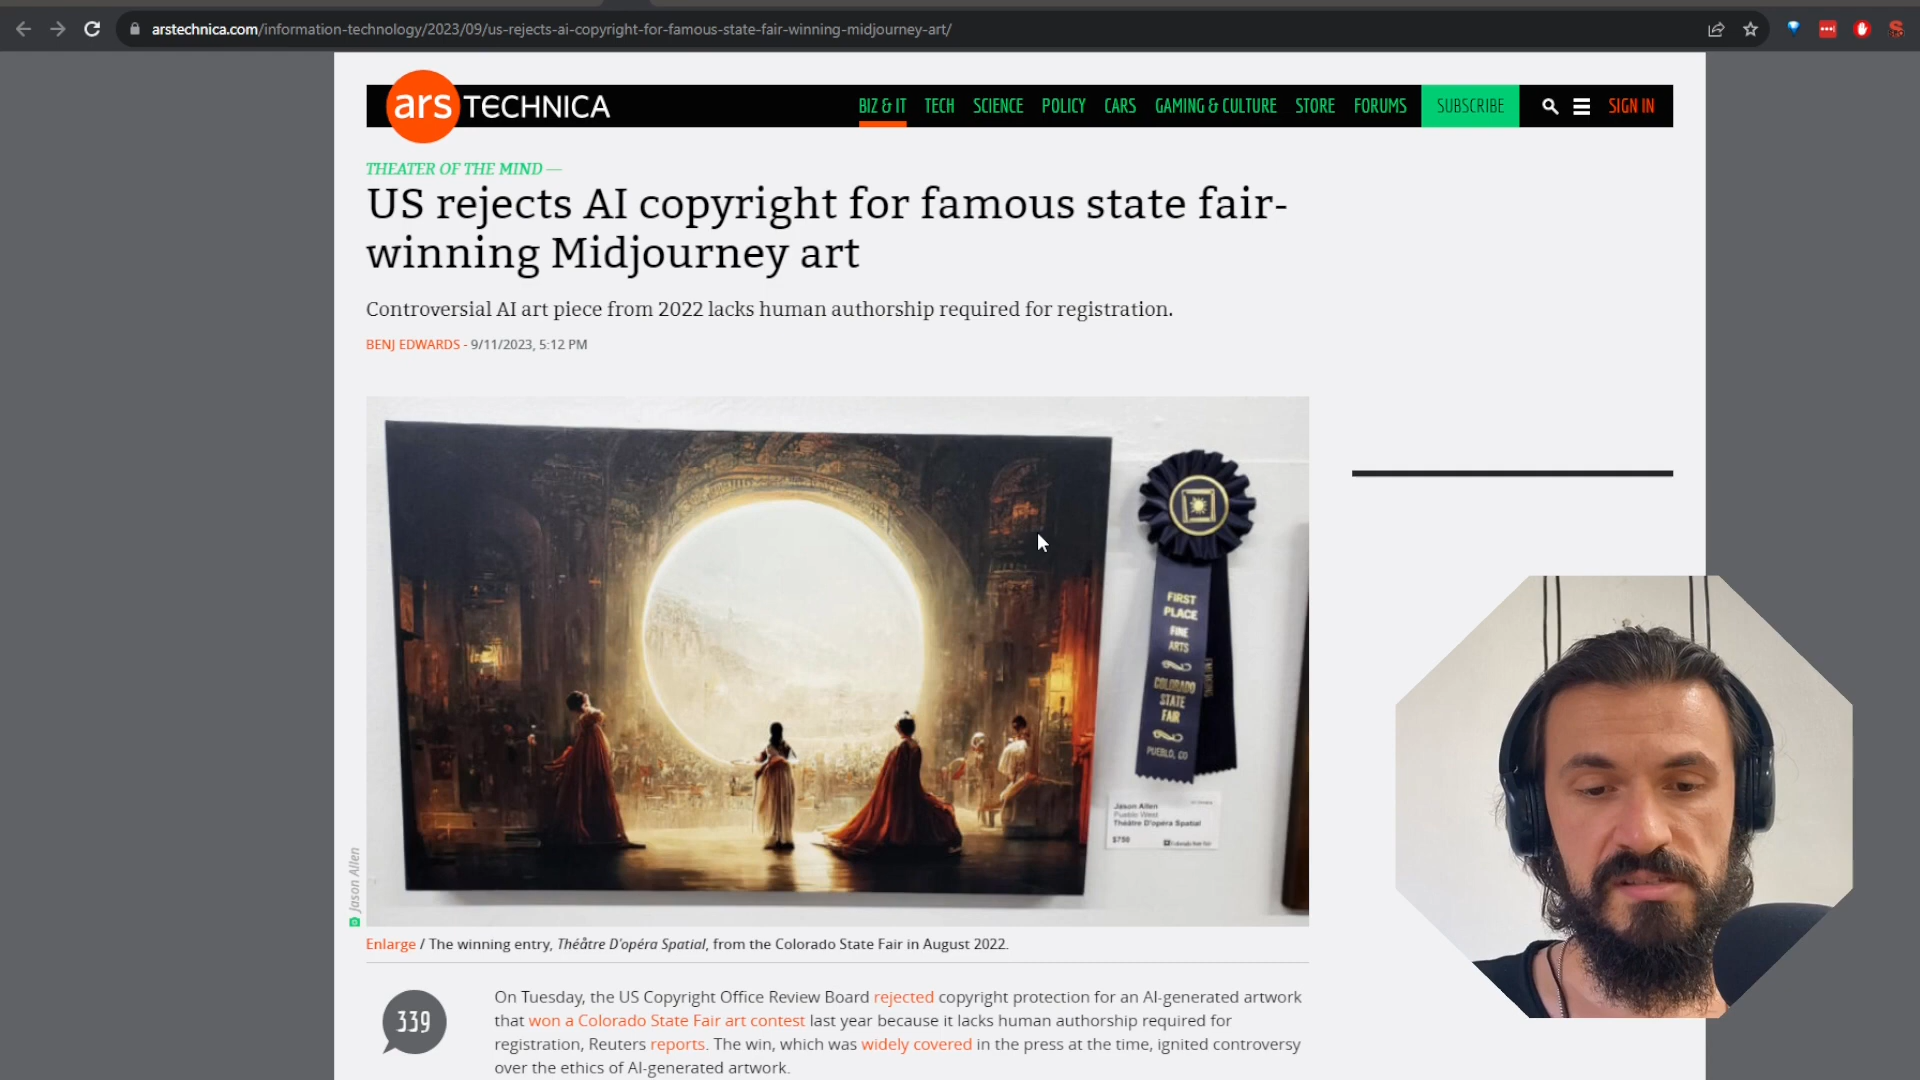 arstechnica.com/information-technology/2023/09/us-rejects-ai-copyright-for-famous-state-fair-winning-midjourney-art/
ars TECHNICA
BIZ & IT TECH SCIENCE POLICY CARS GAMING & CULTURE STORE FORUMS SUBSCRIBE SIGN IN
THEATER OF THE MIND —
US rejects AI copyright for famous state fair-
winning Midjourney art
Controversial AI art piece from 2022 lacks human authorship required for registration.
BENJ EDWARDS - 9/11/2023, 5:12 PM
FIRST
PLACE
FINE
ARTS
EMERGING
COLORADO
STATE
FAIR
PUEBLO, CO
Jason Allen
Pueblo West
Théâtre D'opéra Spatial
$750
Colorado State Fair
Jason Allen
Enlarge / The winning entry, Théâtre D'opéra Spatial, from the Colorado State Fair in August 2022.
339
On Tuesday, the US Copyright Office Review Board rejected copyright protection for an AI-generated artwork
that won a Colorado State Fair art contest last year because it lacks human authorship required for
registration, Reuters reports. The win, which was widely covered in the press at the time, ignited controversy
over the ethics of AI-generated artwork.